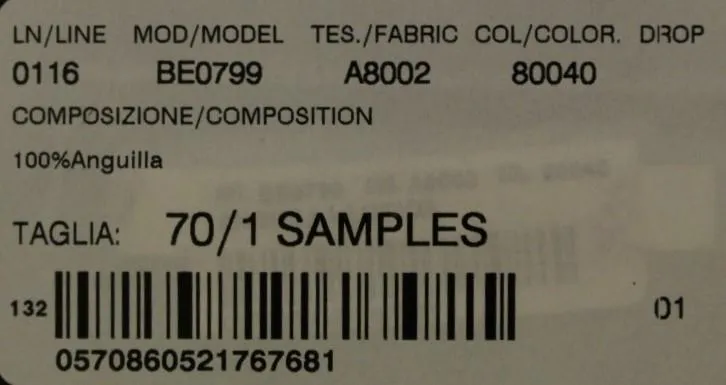 LN/LINE MOD/MODEL TES./FABRIC COL/COLOR. DROP
0116 BE0799 A8002 80040
COMPOSIZIONE/COMPOSITION
100%Anguilla
TAGLIA: 70/1 SAMPLES
132 01
0570860521767681